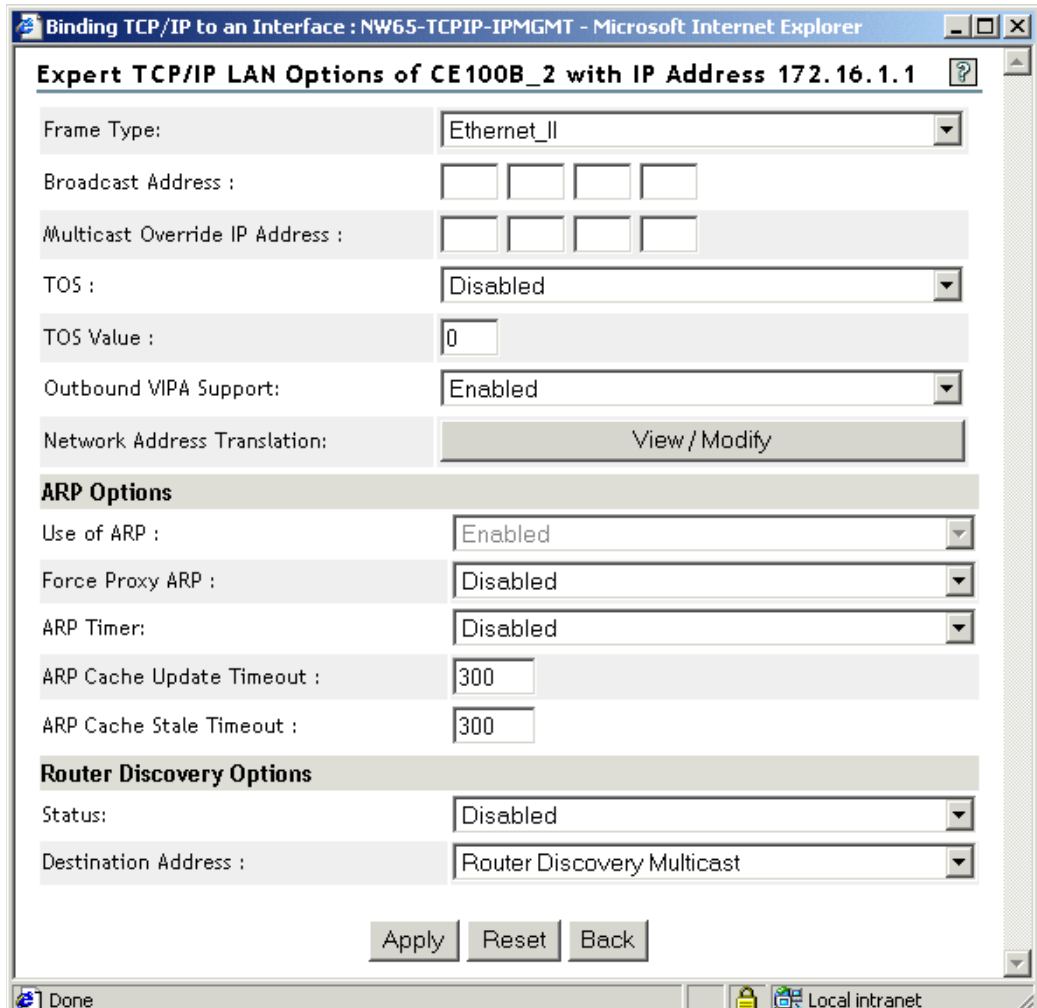 Binding TCP/IP to an Interface : NW65-TCPIP-IPMGMT - Microsoft Internet Explorer
Expert TCP/IP LAN Options of CE100B_2 with IP Address 172.16.1.1 ?
Frame Type: Ethernet_II
Broadcast Address :
Multicast Override IP Address :
TOS : Disabled
TOS Value : 0
Outbound VIPA Support: Enabled
Network Address Translation: View / Modify
ARP Options
Use of ARP : Enabled
Force Proxy ARP : Disabled
ARP Timer: Disabled
ARP Cache Update Timeout : 300
ARP Cache Stale Timeout : 300
Router Discovery Options
Status: Disabled
Destination Address : Router Discovery Multicast
Apply Reset Back
Done Local intranet